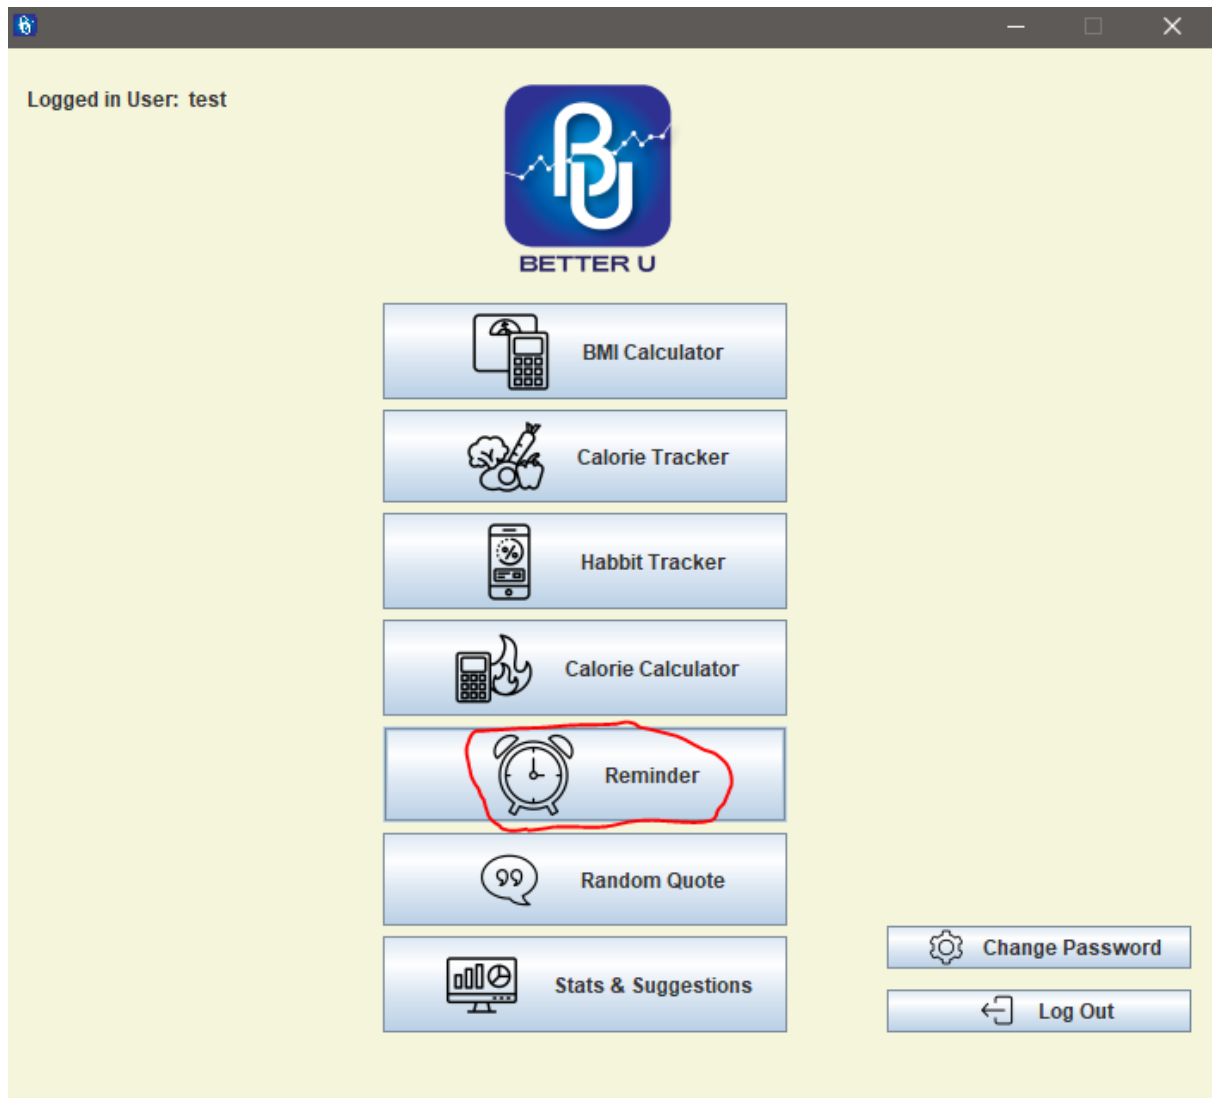 Logged in User: test
BU
BETTER U
BMI Calculator
Calorie Tracker
Habbit Tracker
Calorie Calculator
Reminder
Random Quote
Stats & Suggestions
Change Password
Log Out